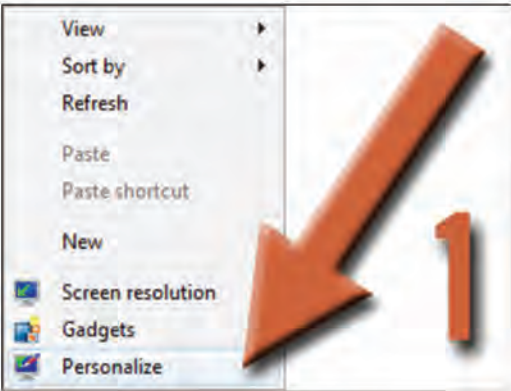 View
Sort by
Refresh
Paste
Paste shortcut
New
Screen resolution
Gadgets
Personalize
1